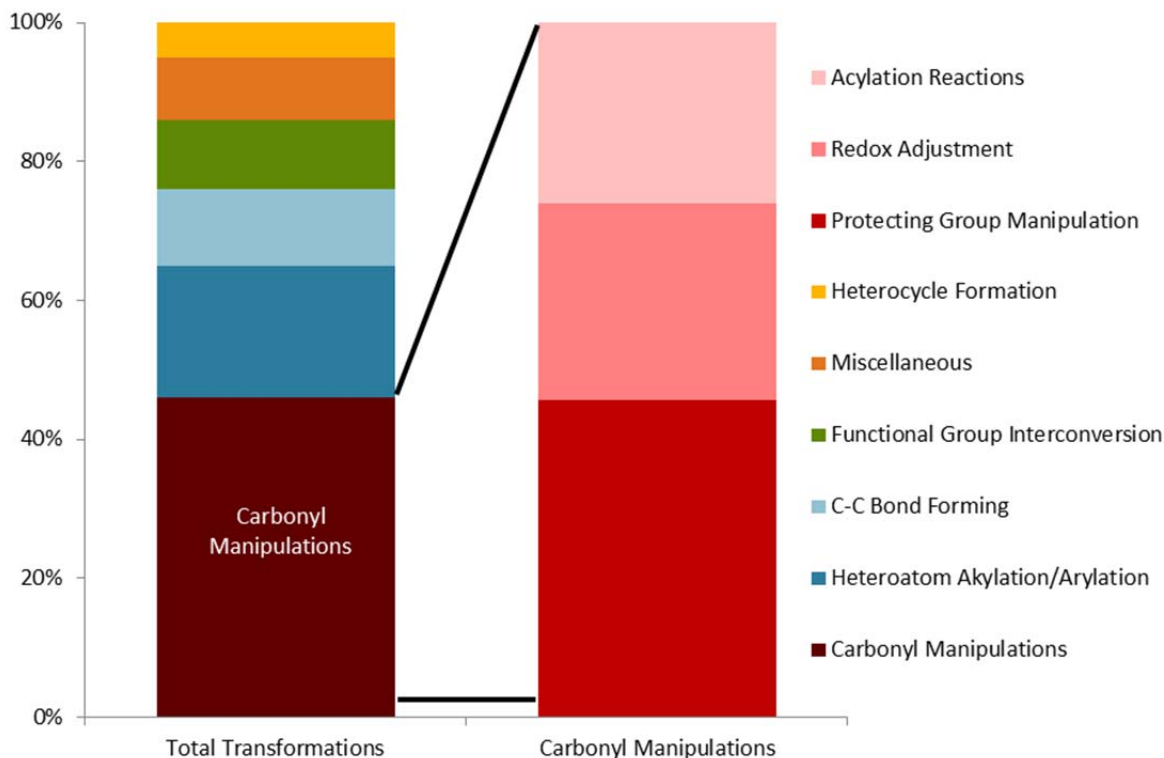 100%
80%
60%
40%
20%
0%
Carbonyl
Manipulations
Total Transformations
Carbonyl Manipulations
Acylation Reactions
Redox Adjustment
Protecting Group Manipulation
Heterocycle Formation
Miscellaneous
Functional Group Interconversion
C-C Bond Forming
Heteroatom Akylation/Arylation
Carbonyl Manipulations